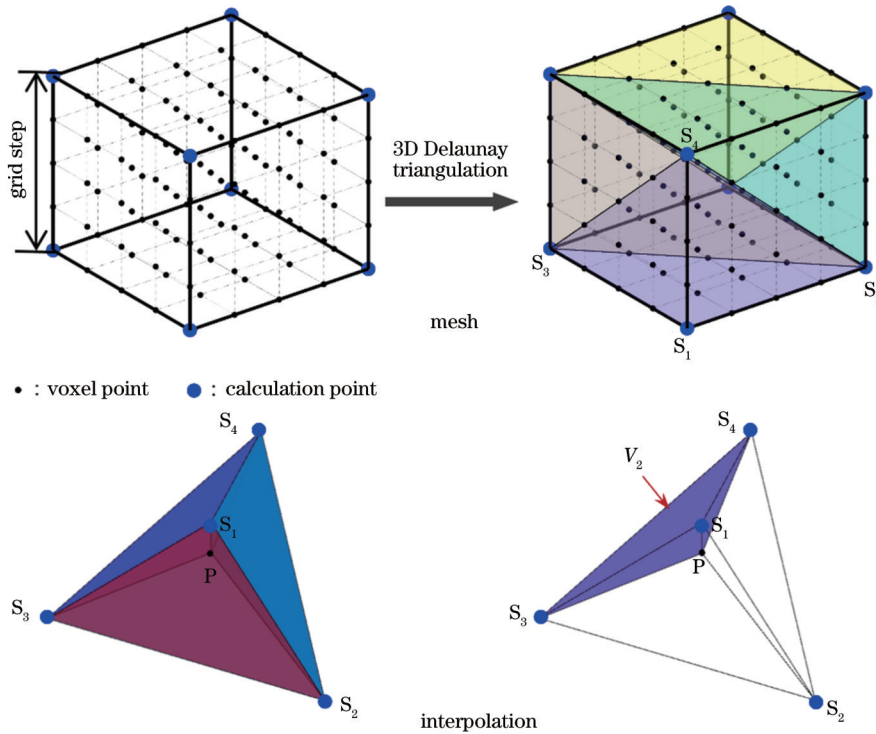 grid step
3D Delaunay
triangulation
S₄
S₃
S
S₁
mesh
: voxel point
: calculation point
S₄
S₁
P
S₃
S₂
V₂
S₄
S₁
P
S₃
S₂
interpolation